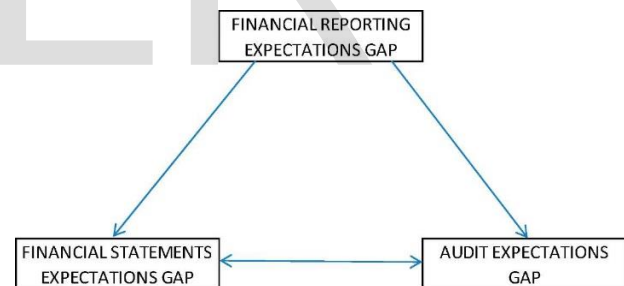 FINANCIAL REPORTING
EXPECTATIONS GAP
FINANCIAL STATEMENTS
EXPECTATIONS GAP
AUDIT EXPECTATIONS
GAP